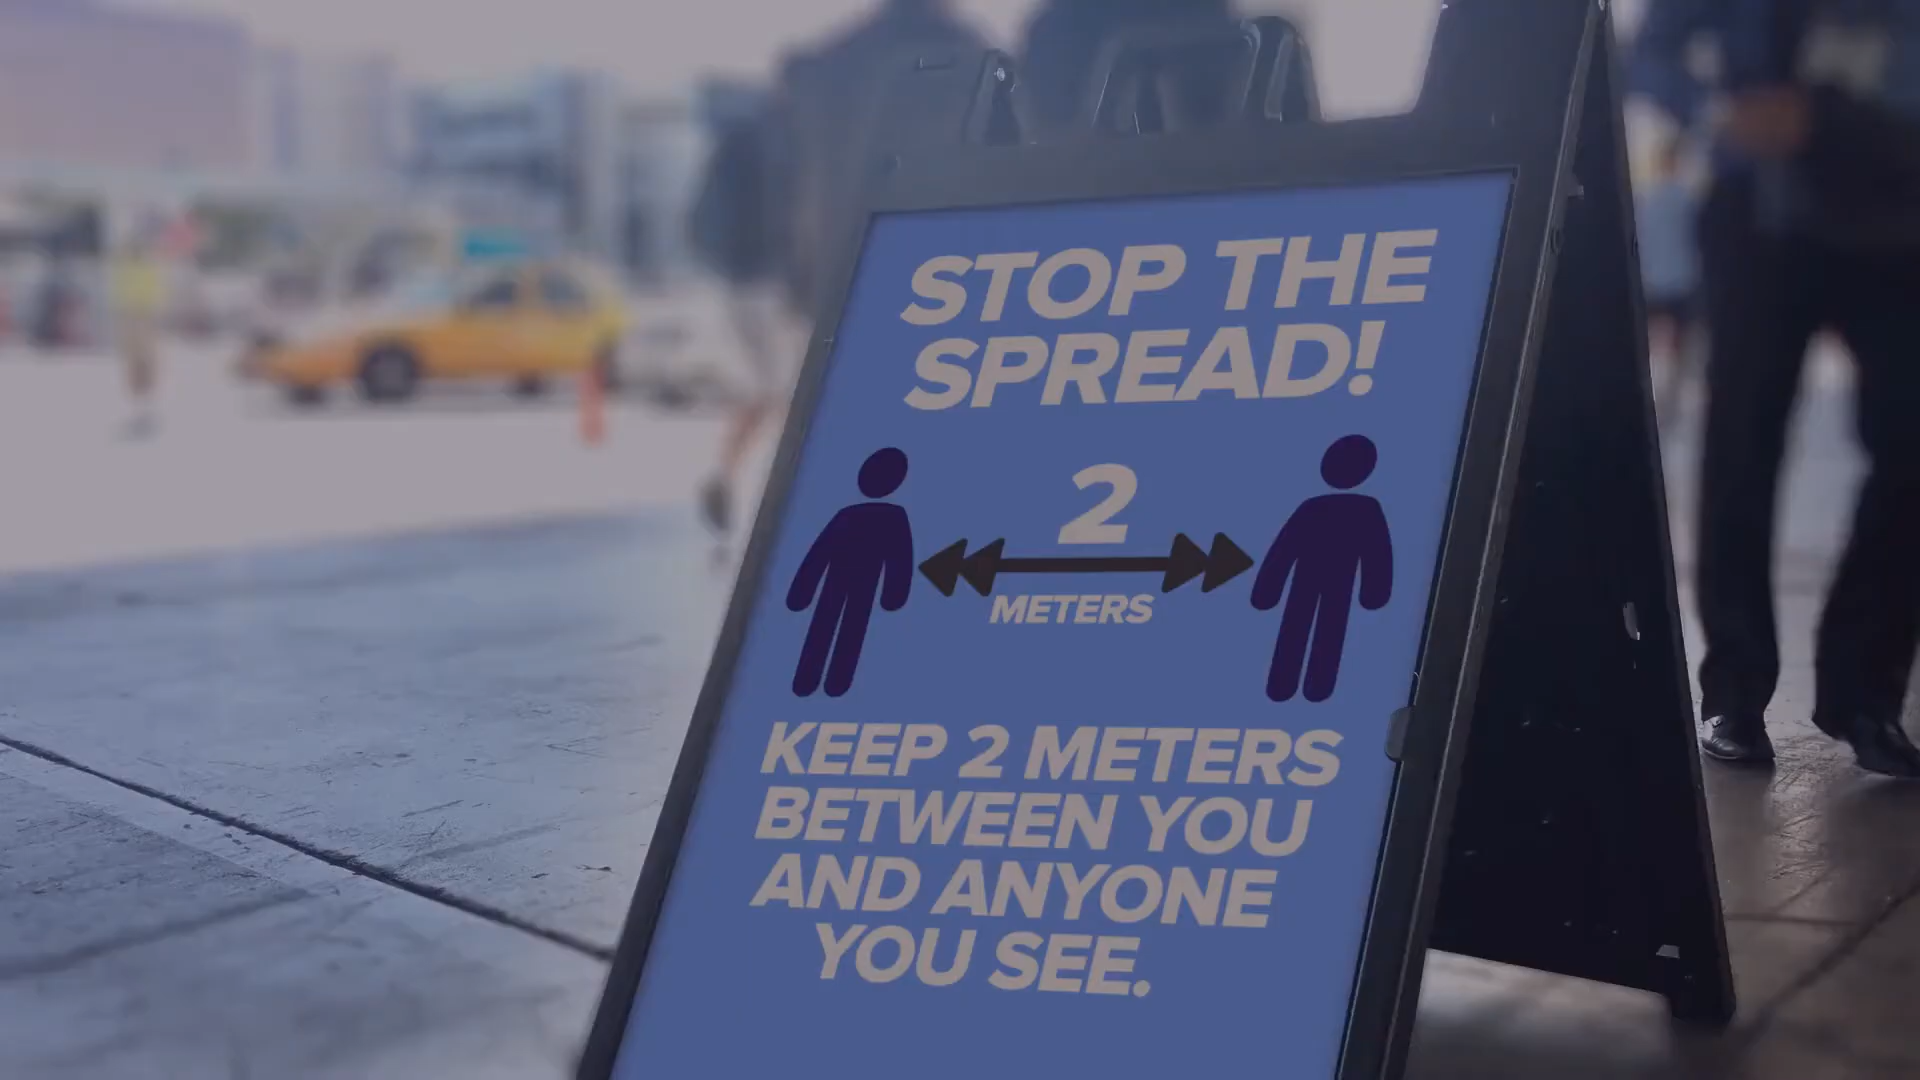 STOP THE
SPREAD!
2
METERS
KEEP 2 METERS
BETWEEN YOU
AND ANYONE
YOU SEE.